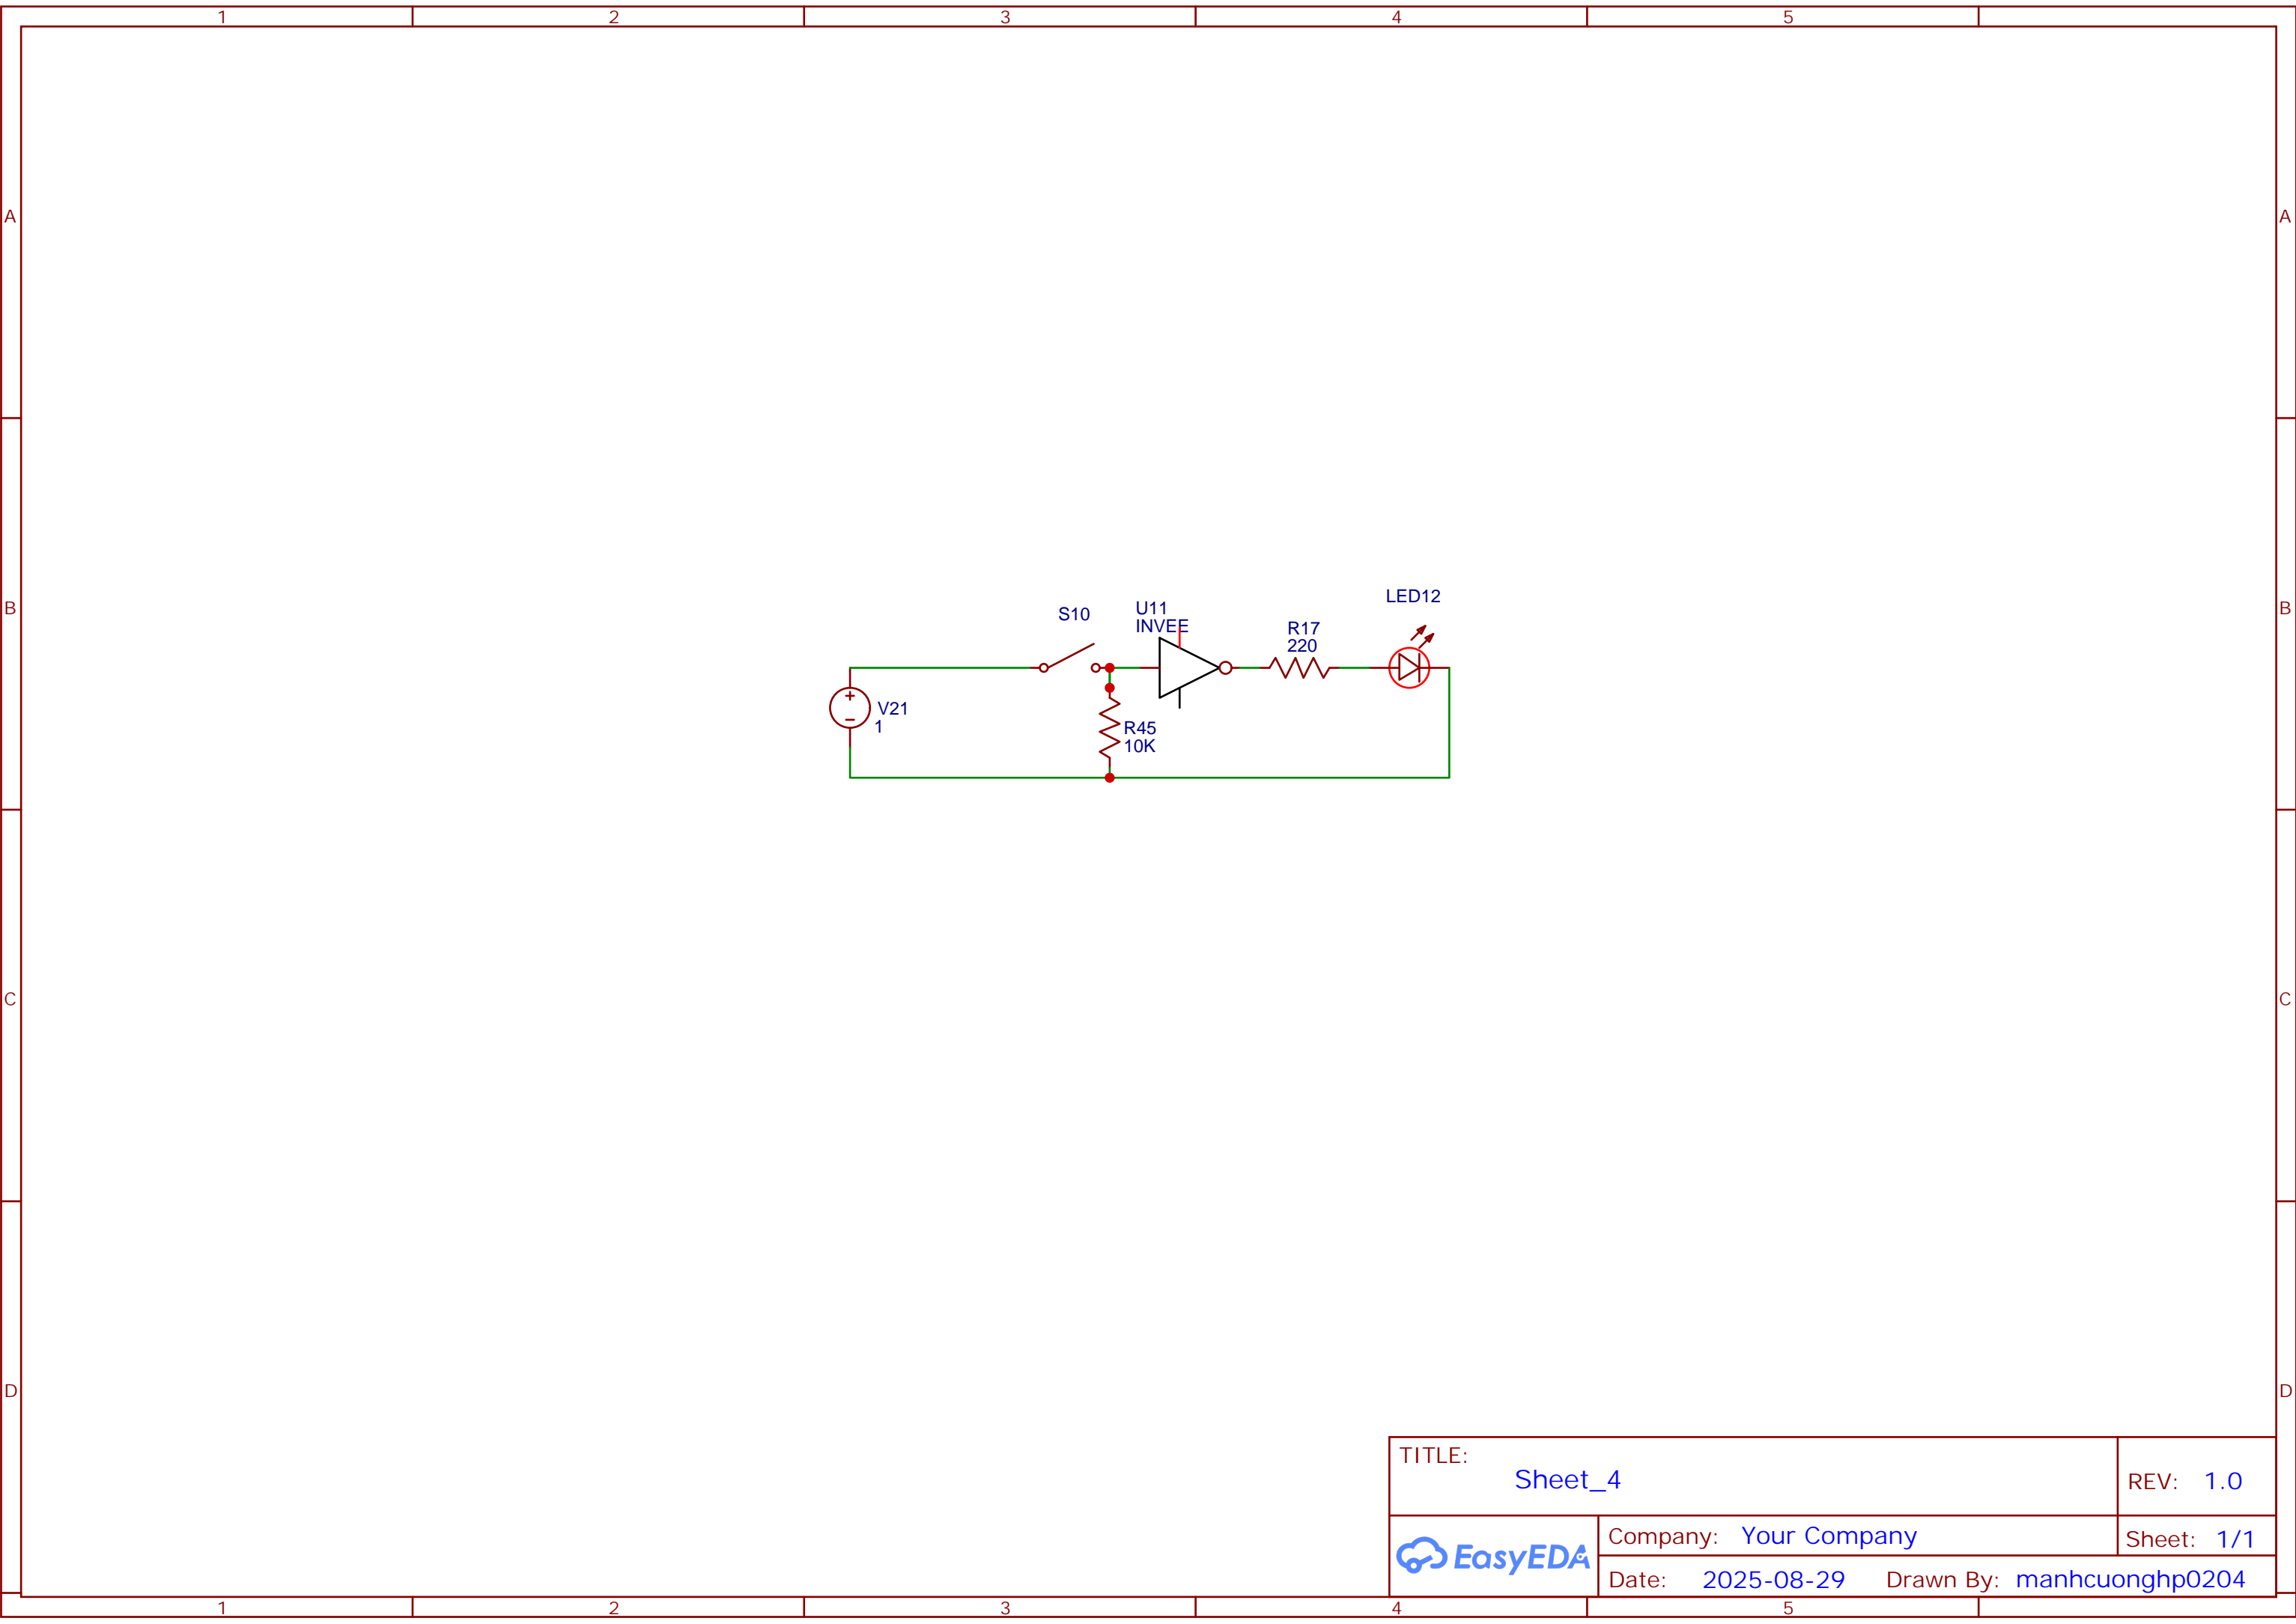 1 2 3 4 5
A A
LED12
S10
U11
INVEE
R17
220
B B
V21
1
R45
10K
C C
D D
TITLE:
Sheet_4
REV: 1.0
EasyEDA
Company: Your Company
Sheet: 1/1
Date: 2025-08-29 Drawn By: manhcuonghp0204
1 2 3 4 5